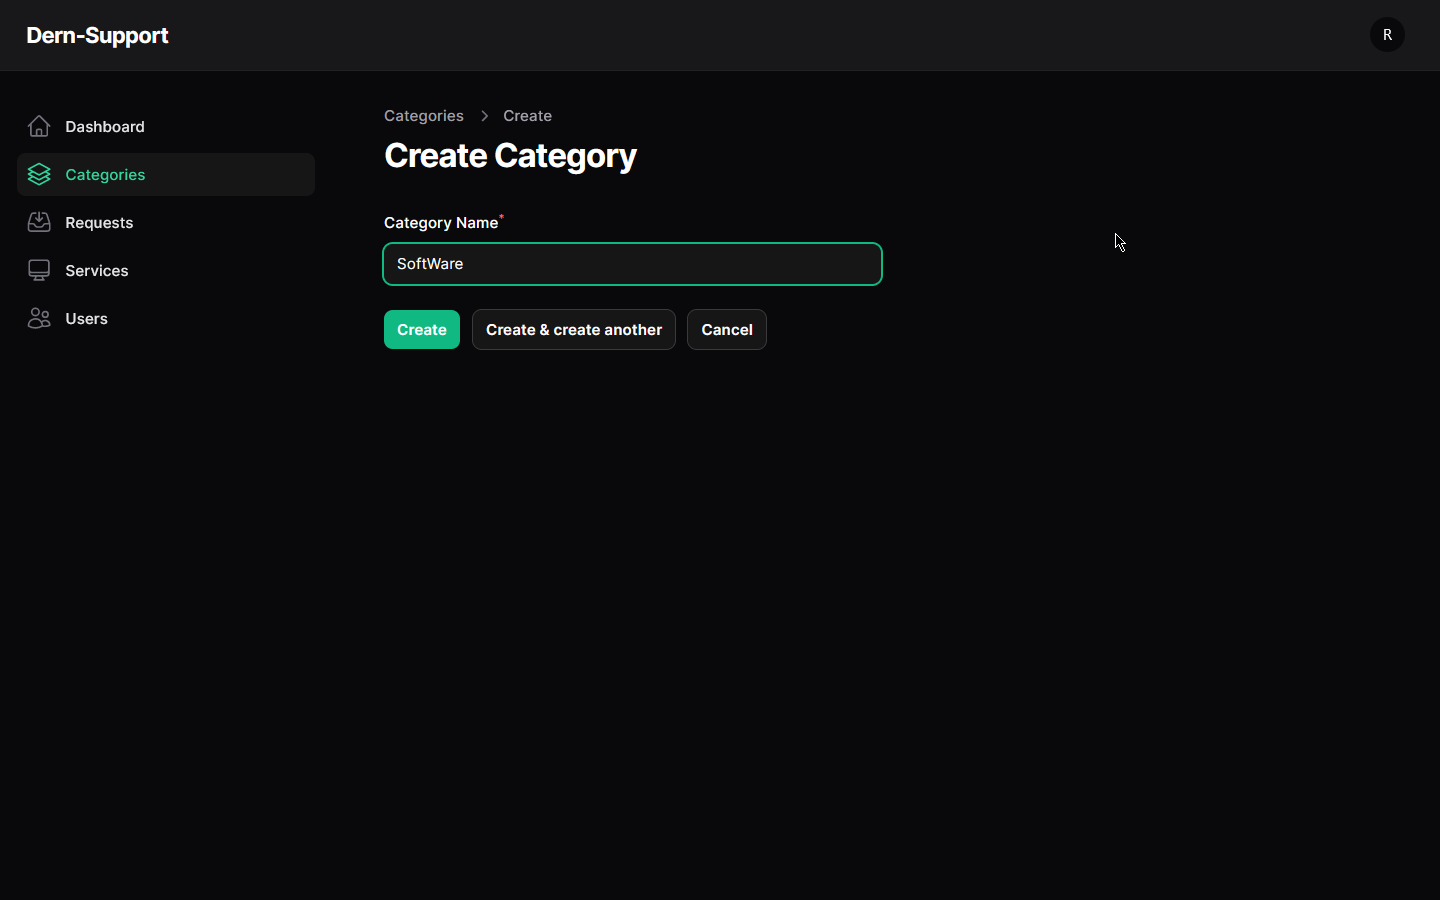 Dern-Support
R
Dashboard
Categories
Requests
Services
Users
Categories > Create
Create Category
Category Name*
SoftWare
Create
Create & create another
Cancel